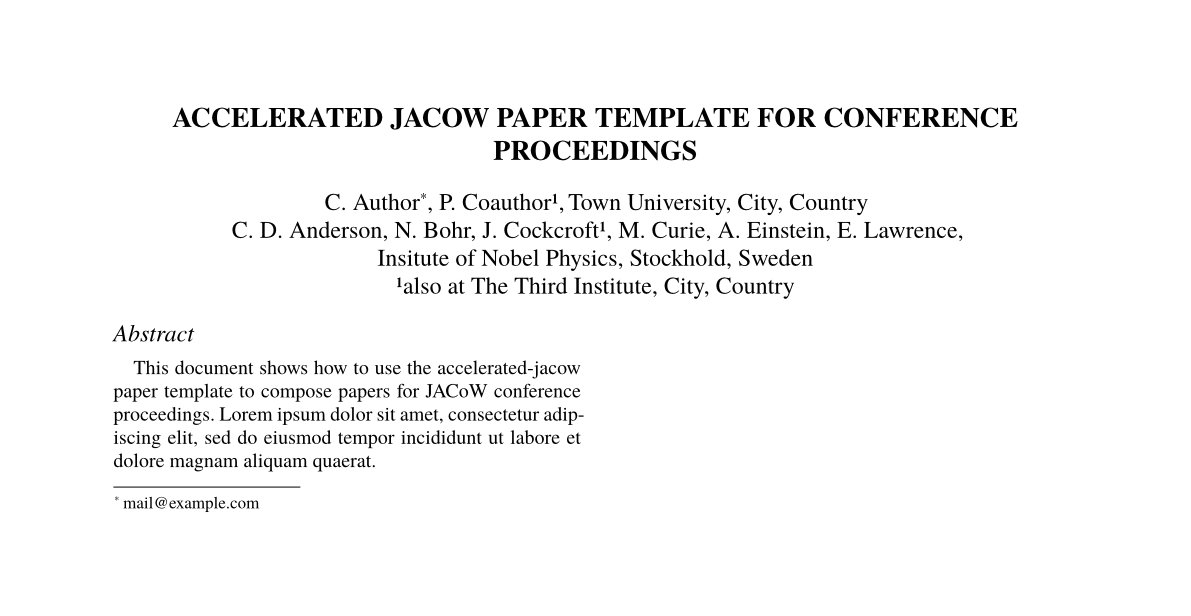 ACCELERATED JACOW PAPER TEMPLATE FOR CONFERENCE
PROCEEDINGS
C. Author*, P. Coauthor¹, Town University, City, Country
C. D. Anderson, N. Bohr, J. Cockcroft¹, M. Curie, A. Einstein, E. Lawrence,
Insitute of Nobel Physics, Stockhold, Sweden
¹also at The Third Institute, City, Country
Abstract
This document shows how to use the accelerated-jacow
paper template to compose papers for JACoW conference
proceedings. Lorem ipsum dolor sit amet, consectetur adip-
iscing elit, sed do eiusmod tempor incididunt ut labore et
dolore magnam aliquam quaerat.
* mail@example.com